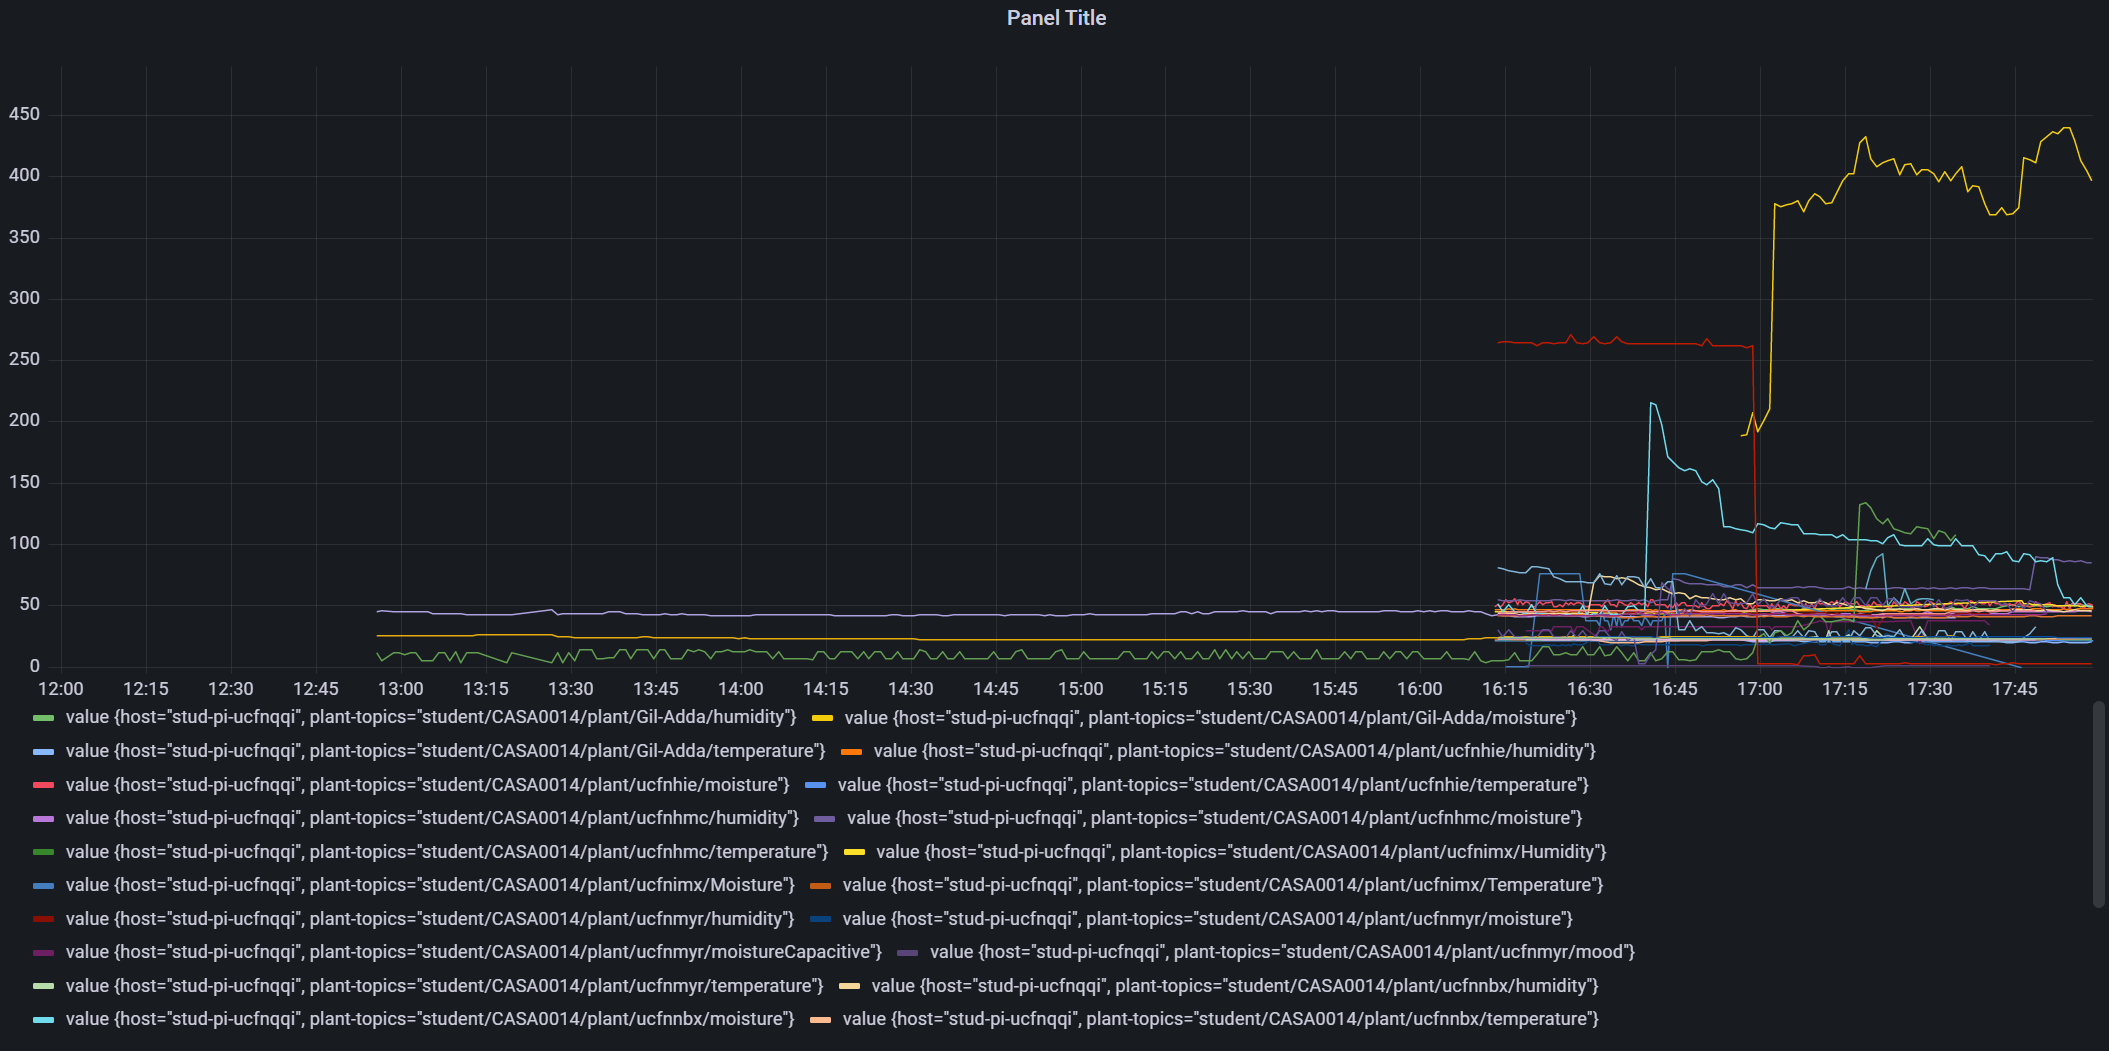 Panel Title
450
400
350
300
250
200
150
100
50
0
12:00 12:15 12:30 12:45 13:00 13:15 13:30 13:45 14:00 14:15 14:30 14:45 15:00 15:15 15:30 15:45 16:00 16:15 16:30 16:45 17:00 17:15 17:30 17:45
value {host="stud-pi-ucfnqqi", plant-topics="student/CASA0014/plant/Gil-Adda/humidity"} value {host="stud-pi-ucfnqqi", plant-topics="student/CASA0014/plant/Gil-Adda/moisture"}
value {host="stud-pi-ucfnqqi", plant-topics="student/CASA0014/plant/Gil-Adda/temperature"} value {host="stud-pi-ucfnqqi", plant-topics="student/CASA0014/plant/ucfnhie/humidity"}
value {host="stud-pi-ucfnqqi", plant-topics="student/CASA0014/plant/ucfnhie/moisture"} value {host="stud-pi-ucfnqqi", plant-topics="student/CASA0014/plant/ucfnhie/temperature"}
value {host="stud-pi-ucfnqqi", plant-topics="student/CASA0014/plant/ucfnhmc/humidity"} value {host="stud-pi-ucfnqqi", plant-topics="student/CASA0014/plant/ucfnhmc/moisture"}
value {host="stud-pi-ucfnqqi", plant-topics="student/CASA0014/plant/ucfnhmc/temperature"} value {host="stud-pi-ucfnqqi", plant-topics="student/CASA0014/plant/ucfnimx/Humidity"}
value {host="stud-pi-ucfnqqi", plant-topics="student/CASA0014/plant/ucfnimx/Moisture"} value {host="stud-pi-ucfnqqi", plant-topics="student/CASA0014/plant/ucfnimx/Temperature"}
value {host="stud-pi-ucfnqqi", plant-topics="student/CASA0014/plant/ucfnmyr/humidity"} value {host="stud-pi-ucfnqqi", plant-topics="student/CASA0014/plant/ucfnmyr/moisture"}
value {host="stud-pi-ucfnqqi", plant-topics="student/CASA0014/plant/ucfnmyr/moistureCapacitive"} value {host="stud-pi-ucfnqqi", plant-topics="student/CASA0014/plant/ucfnmyr/mood"}
value {host="stud-pi-ucfnqqi", plant-topics="student/CASA0014/plant/ucfnmyr/temperature"} value {host="stud-pi-ucfnqqi", plant-topics="student/CASA0014/plant/ucfnnbx/humidity"}
value {host="stud-pi-ucfnqqi", plant-topics="student/CASA0014/plant/ucfnnbx/moisture"} value {host="stud-pi-ucfnqqi", plant-topics="student/CASA0014/plant/ucfnnbx/temperature"}